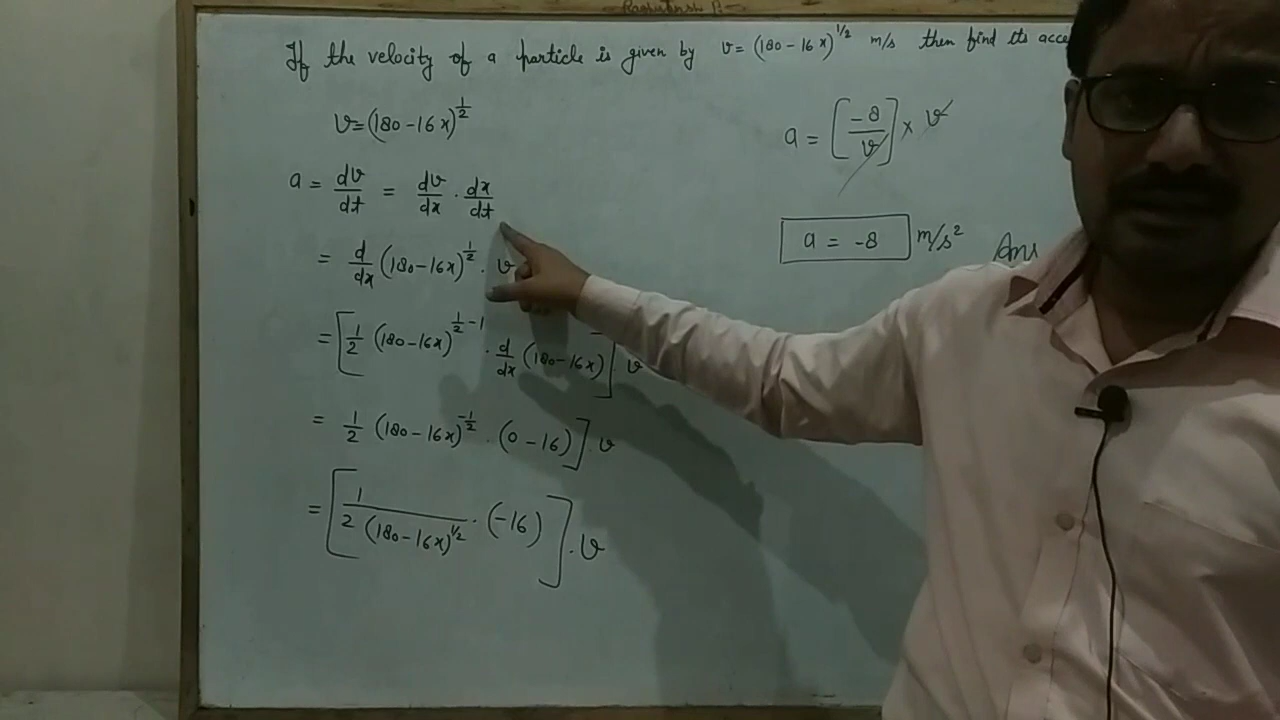 If the velocity of a particle is given by v = (180-16x)^{1/2} m/s then find its acce
v = (180-16x)^{1/2}
a = dv/dt = dv/dx · dx/dt
= d/dx (180-16x)^{1/2} · v
= [1/2 (180-16x)^{1/2 - 1} · d/dx (180-16x)] v
= 1/2 (180-16x)^{-1/2} · (0-16)] v
= [1/2(180-16x)^{1/2} · (-16)] · v
a = [-8/v] × v
a = -8 m/s² Ans